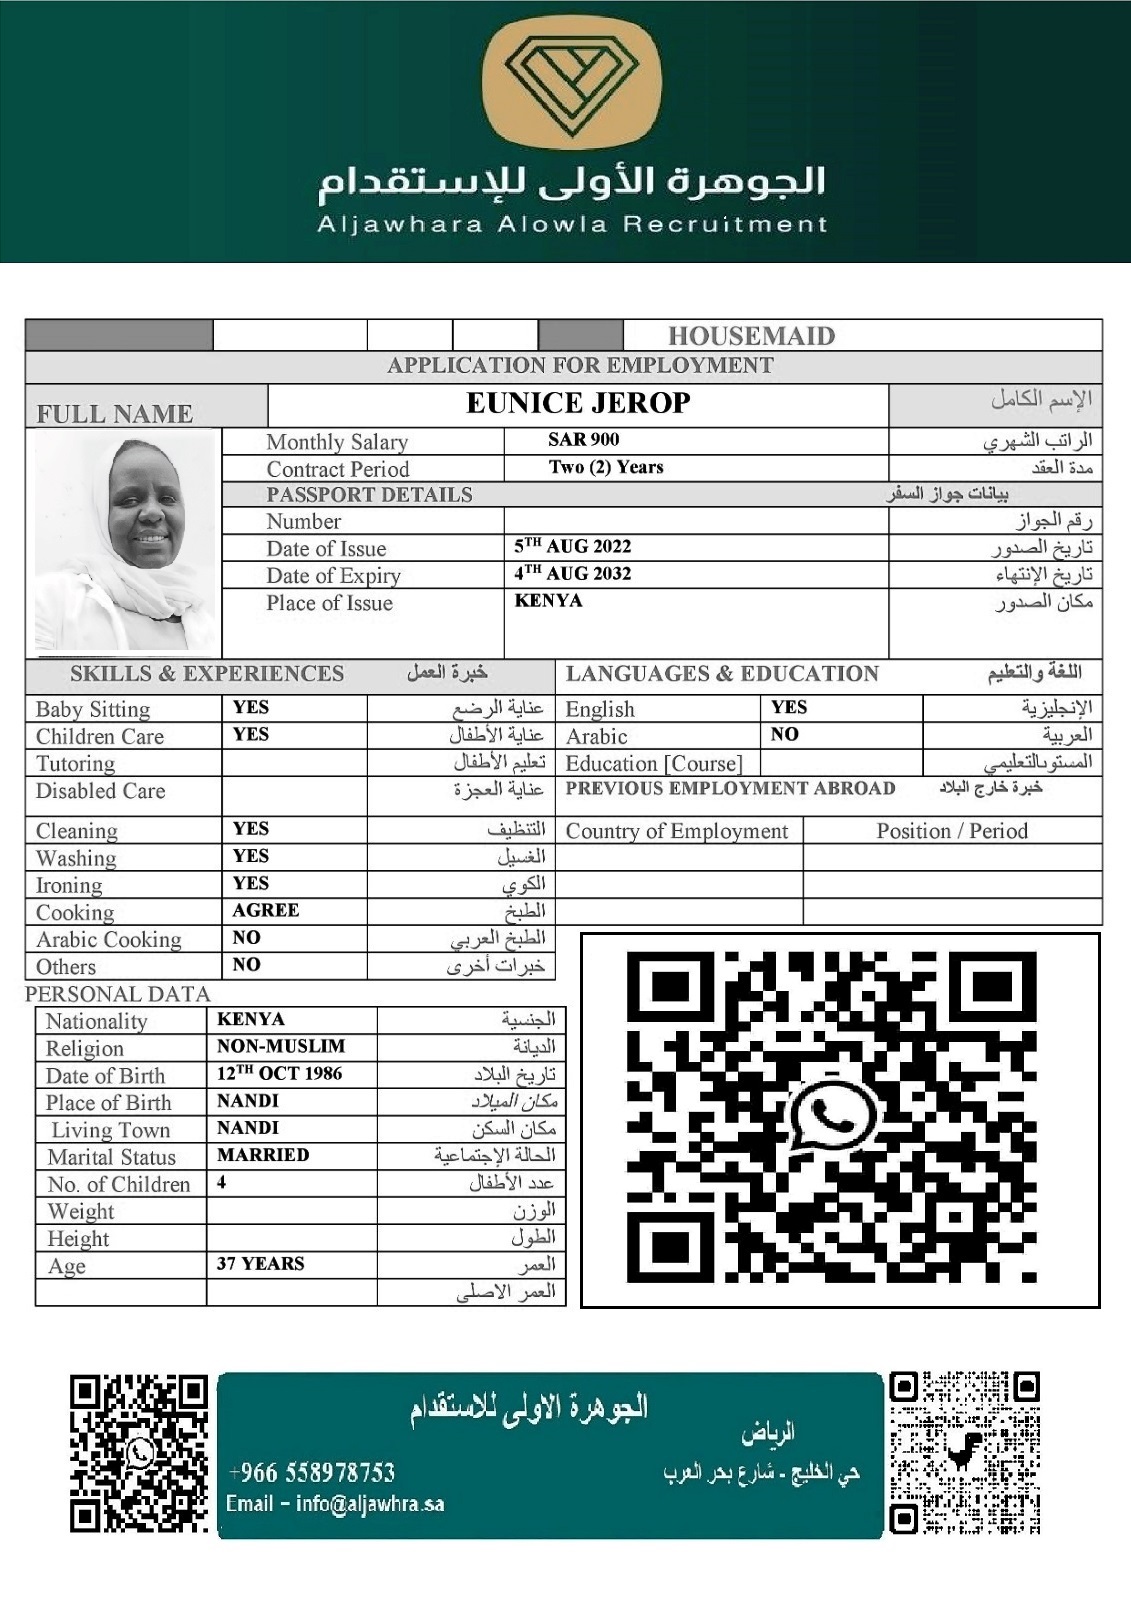 الجوهرة الأولى للإستقدام
Aljawhara Alowla Recruitment
HOUSEMAID
APPLICATION FOR EMPLOYMENT
FULL NAME EUNICE JEROP الإسم الكامل
Monthly Salary SAR 900 الراتب الشهري
Contract Period Two (2) Years مدة العقد
PASSPORT DETAILS بيانات جواز السفر
Number رقم الجواز
Date of Issue 5TH AUG 2022 تاريخ الصدور
Date of Expiry 4TH AUG 2032 تاريخ الإنتهاء
Place of Issue KENYA مكان الصدور
SKILLS & EXPERIENCES خبرة العمل
Baby Sitting YES عناية الرضع
Children Care YES عناية الأطفال
Tutoring تعليم الأطفال
Disabled Care عناية العجزة
Cleaning YES التنظيف
Washing YES الغسيل
Ironing YES الكوي
Cooking AGREE الطبخ
Arabic Cooking NO الطبخ العربي
Others NO خبرات أخرى
LANGUAGES & EDUCATION اللغة والتعليم
English YES الإنجليزية
Arabic NO العربية
Education [Course] المستوىالتعليمي
PREVIOUS EMPLOYMENT ABROAD خبرة خارج البلاد
Country of Employment Position / Period
PERSONAL DATA
Nationality KENYA الجنسية
Religion NON-MUSLIM الديانة
Date of Birth 12TH OCT 1986 تاريخ البلاد
Place of Birth NANDI مكان الميلاد
Living Town NANDI مكان السكن
Marital Status MARRIED الحالة الإجتماعية
No. of Children 4 عدد الأطفال
Weight الوزن
Height الطول
Age 37 YEARS العمر
العمر الاصلى
الجوهرة الاولى للاستقدام
الرياض
حي الخليج - شارع بحر العرب
+966 558978753
Email – info@aljawhra.sa